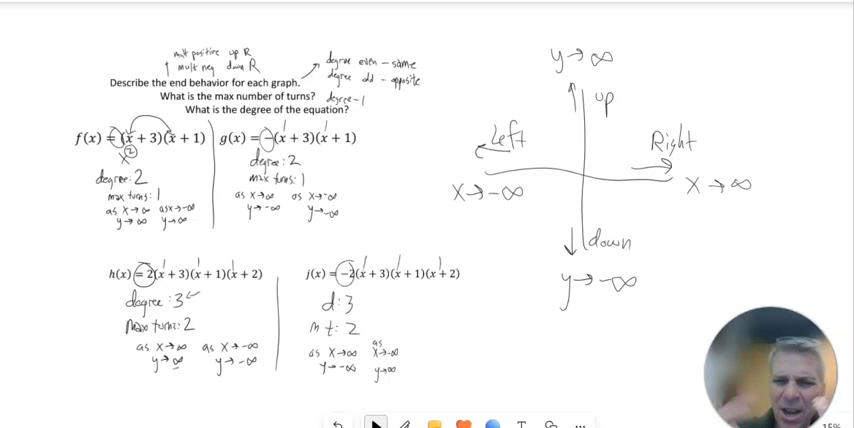 mult positive up R
↑ mult neg down R
degree even - same
degree odd - opposite
Describe the end behavior for each graph.
What is the max number of turns? degree-1
What is the degree of the equation?
f(x) = (x + 3)(x + 1)
x²
degree: 2
max turns: 1
as x→∞ as x→-∞
y→∞ y→∞
g(x) = -(x + 3)(x + 1)
degree: 2
max turns: 1
as x→∞ as x→-∞
y→-∞ y→-∞
h(x) = 2(x + 3)(x + 1)(x + 2)
degree: 3
max turns: 2
as x→∞ as x→-∞
y→∞ y→-∞
j(x) = -2(x + 3)(x + 1)(x + 2)
d: 3
mt: 2
as x→∞ as x→-∞
y→-∞ y→∞
y→∞
up
Left
Right
x→-∞
x→∞
down
y→-∞
15%